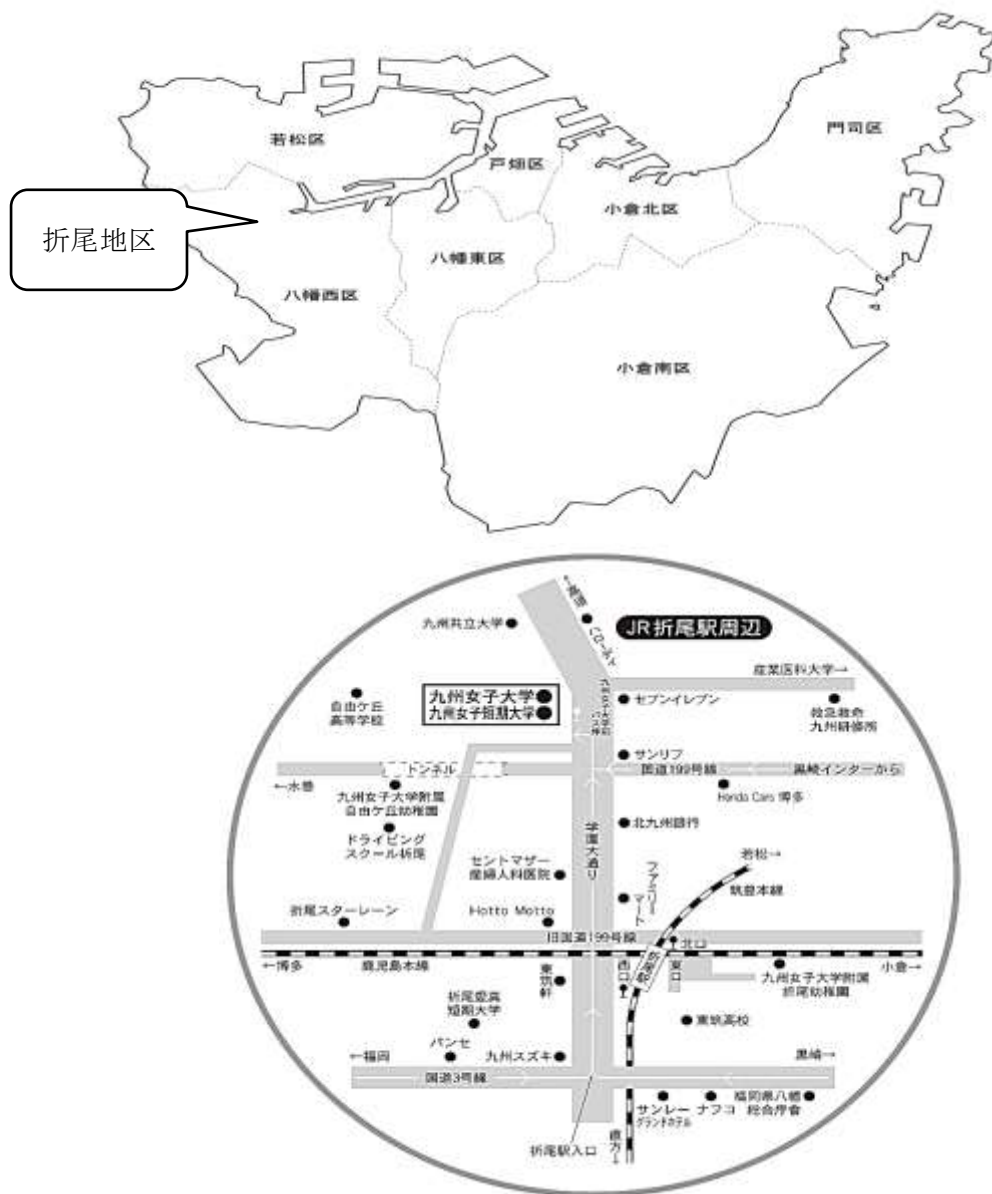 若松区
戸畑区
門司区
小倉北区
折尾地区
八幡東区
八幡西区
小倉南区
JR折尾駅周辺
九州共立大学
産業医科大学→
九州女子大学
九州女子短期大学
自由ケ丘
高等学校
セブンイレブン
救急救命
九州研修所
サンリブ
トンネル
国道199号線
黒崎インターから
←水巻
九州女子大学附属
自由ケ丘幼稚園
Honda Cars 博多
ドライビング
スクール折尾
北九州銀行
学園大通り
セントマザー
産婦人科医院
ファミリー
マート
若松→
筑豊本線
折尾スターレーン
Hotto Motto
旧国道199号線
北口
←博多
鹿児島本線
東筑軒
西口
折尾駅
東口
小倉→
九州女子大学附属
折尾幼稚園
折尾愛真
短期大学
東筑高校
パンセ
←福岡
九州スズキ
黒崎→
国道3号線
サンレー
グランドホテル
ナフコ
福岡県八幡
総合庁舎
折尾駅入口
直方→